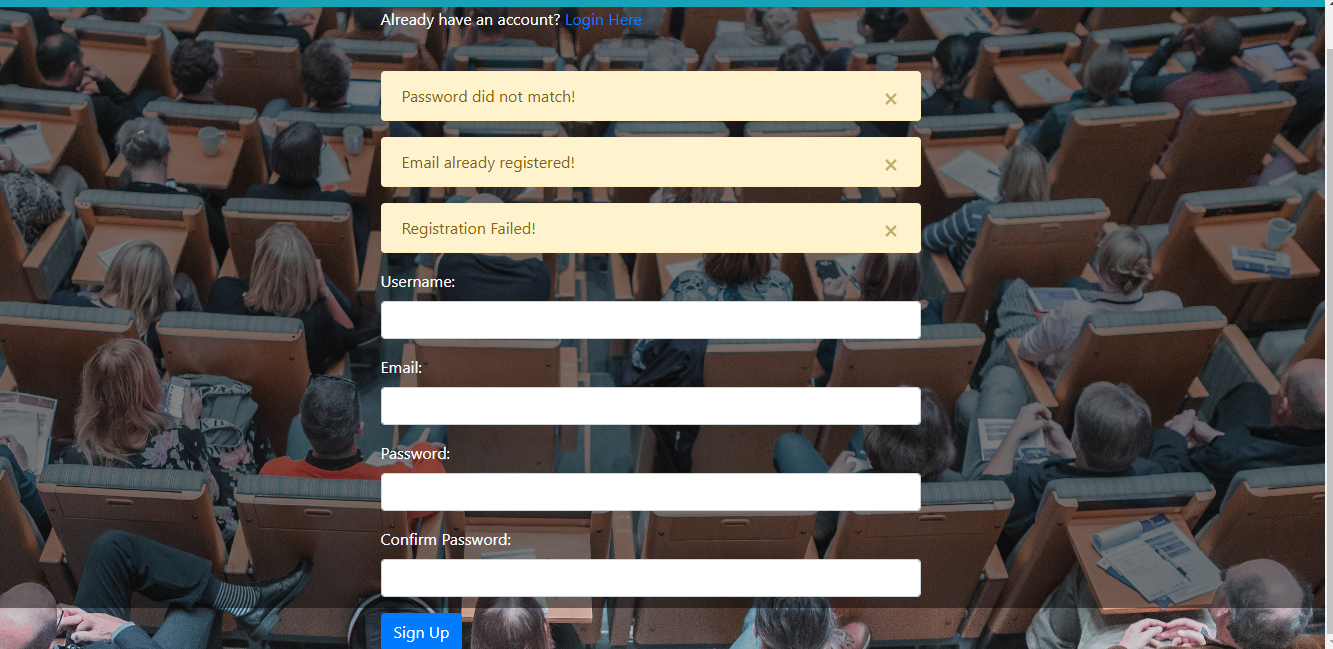 Already have an account? Login Here
Password did not match! ×
Email already registered! ×
Registration Failed! ×
Username:
Email:
Password:
Confirm Password:
Sign Up